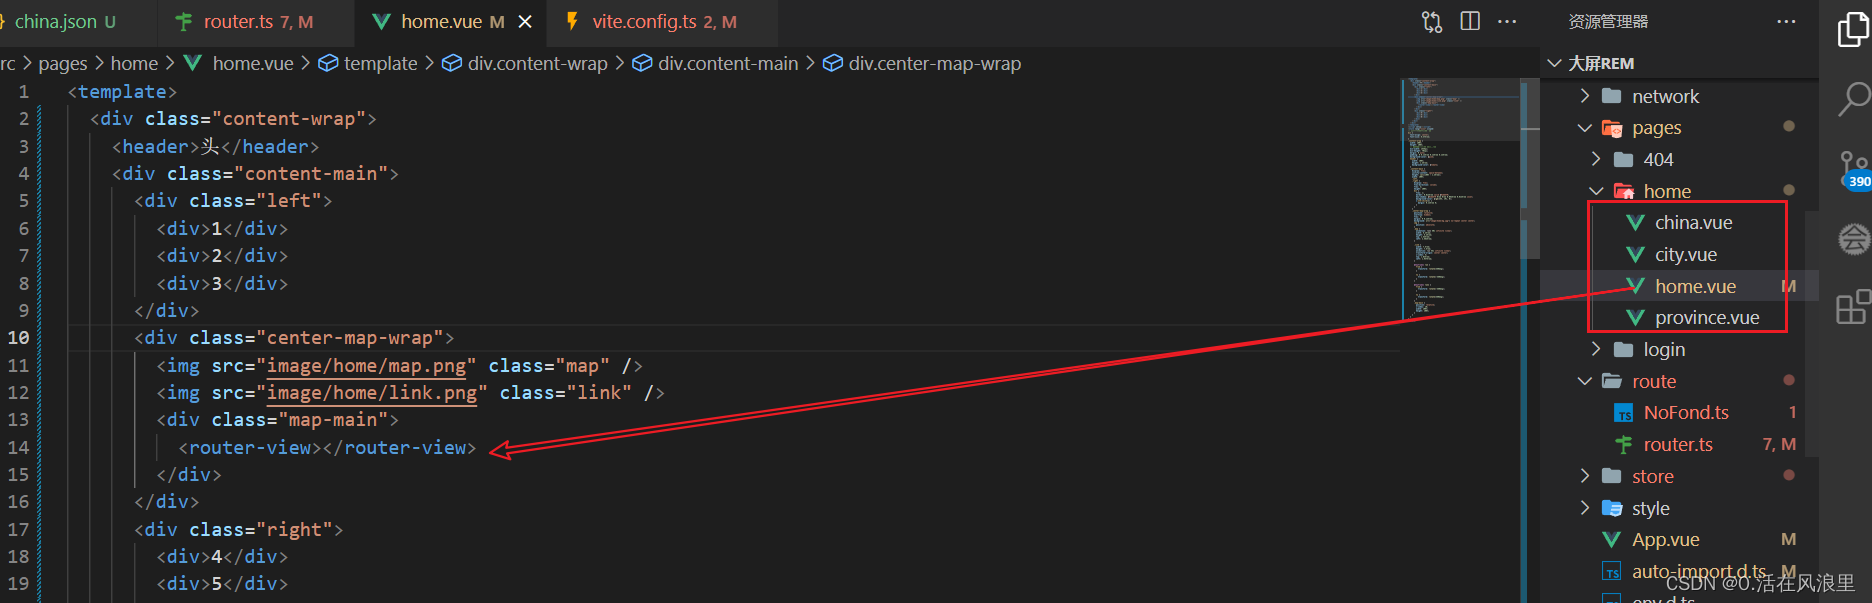 china.json U
router.ts 7, M
home.vue M
vite.config.ts 2, M
资源管理器
rc > pages > home > home.vue > template > div.content-wrap > div.content-main > div.center-map-wrap
大屏REM
1 <template>
2 <div class="content-wrap">
3 <header>头</header>
4 <div class="content-main">
5 <div class="left">
6 <div>1</div>
7 <div>2</div>
8 <div>3</div>
9 </div>
10 <div class="center-map-wrap">
11 <img src="image/home/map.png" class="map" />
12 <img src="image/home/link.png" class="link" />
13 <div class="map-main">
14 <router-view></router-view>
15 </div>
16 </div>
17 <div class="right">
18 <div>4</div>
19 <div>5</div>
network
pages
404
home
china.vue
city.vue
home.vue M
province.vue
login
route
NoFond.ts 1
router.ts 7, M
store
style
App.vue M
auto-import.d.ts M
env.d.ts
390
会
CSDN @0.活在风浪里